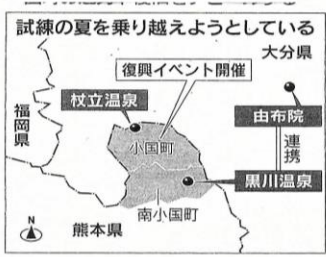 試練の夏を乗り越えようとしている
大分県
復興イベント開催
杖立温泉
福岡県
小国町
由布院
連携
黒川温泉
南小国町
熊本県
N